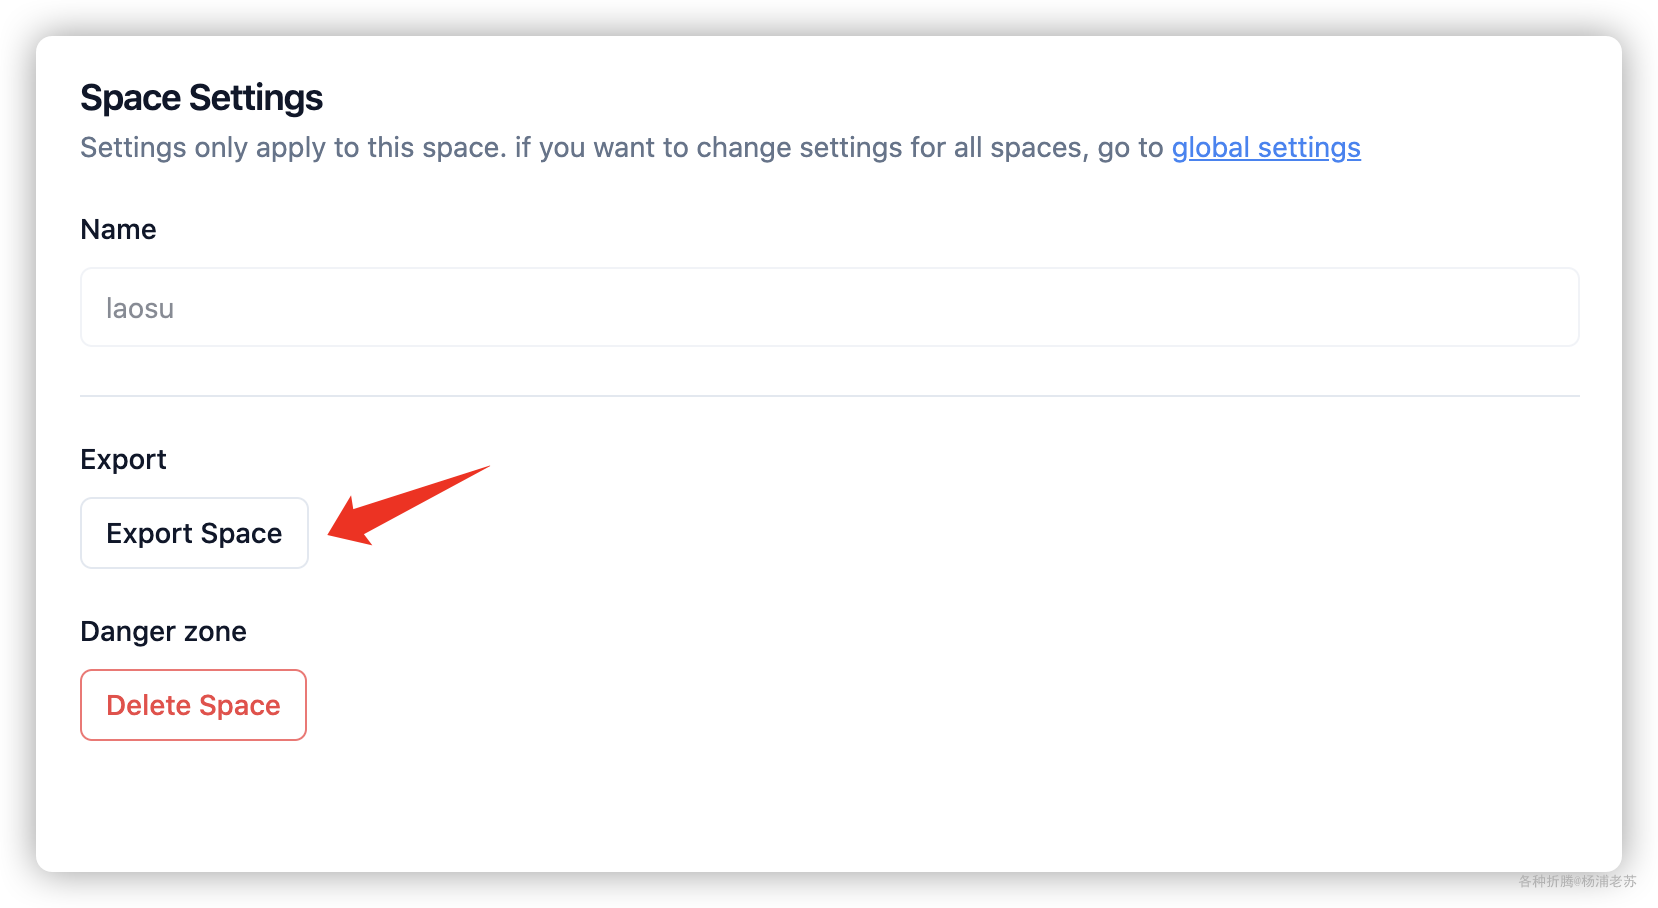 Space Settings
Settings only apply to this space. if you want to change settings for all spaces, go to global settings
Name
laosu
Export
Export Space
Danger zone
Delete Space
各种折腾@杨浦老苏